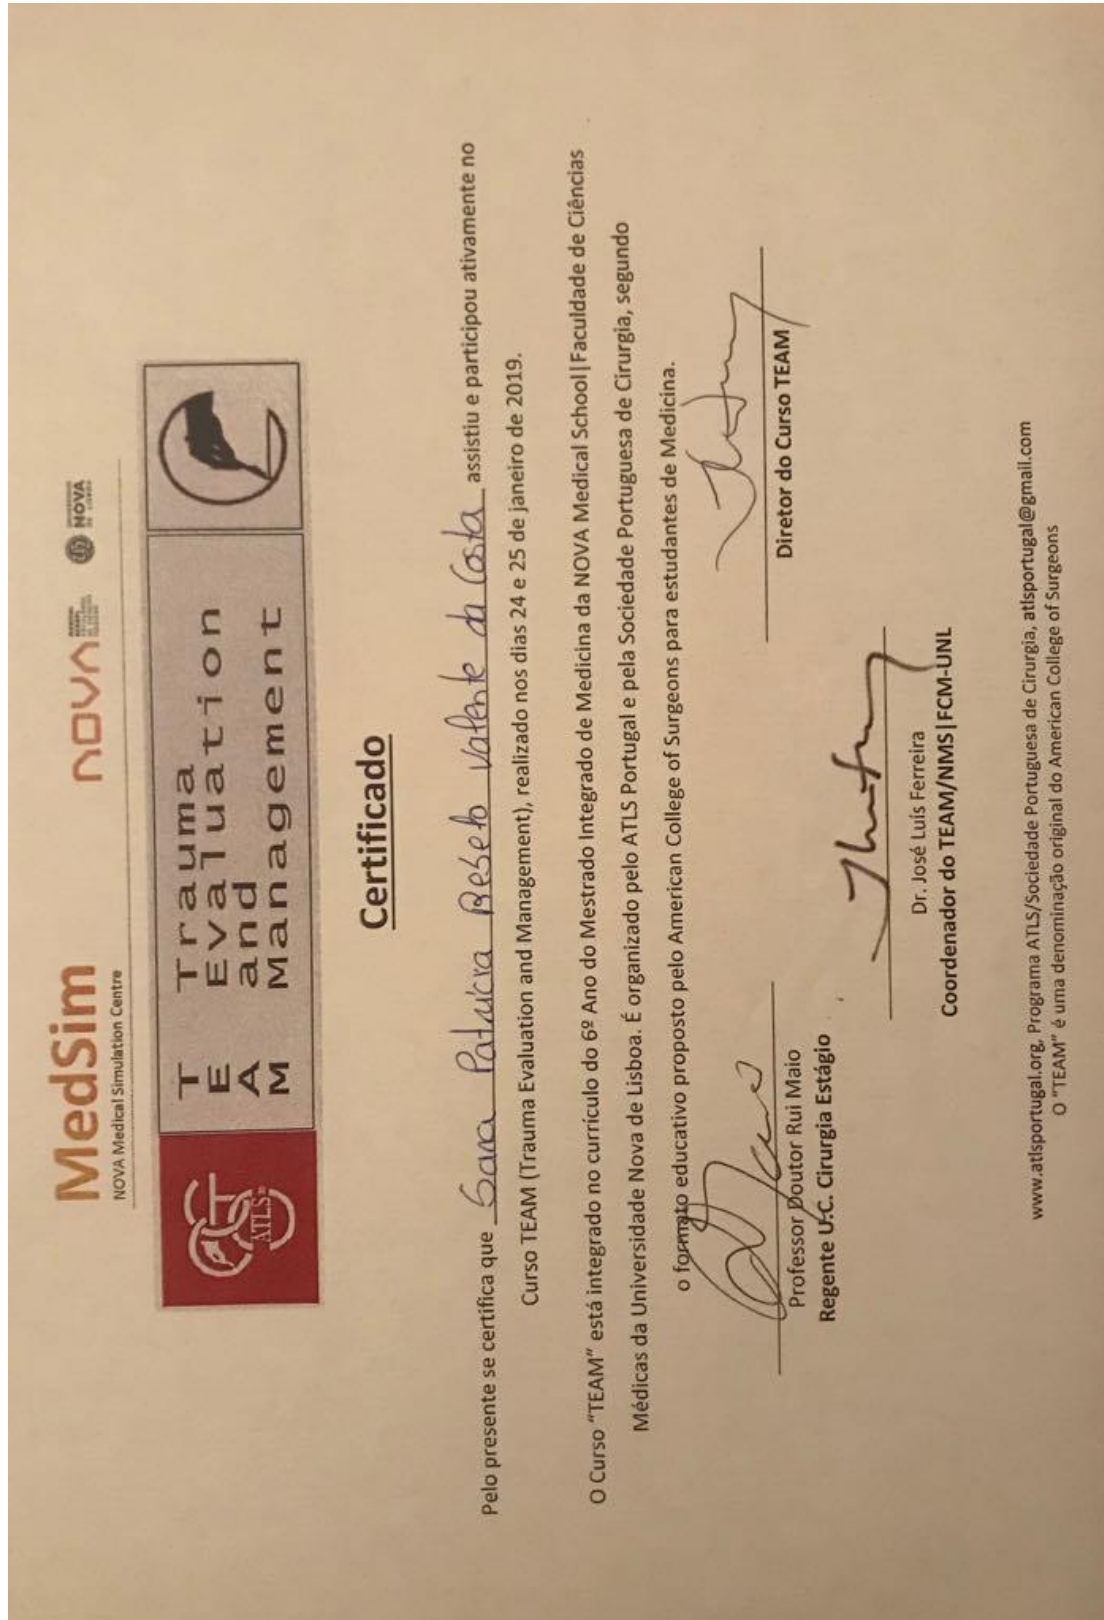 MedSim
NOVA Medical Simulation Centre
NOVA
NOVA
ATLS
T Trauma
E Evaluation
A and
M Management
Certificado
Pelo presente se certifica que Sara Patrícia Beselo Valente da Costa assistiu e participou ativamente no
Curso TEAM (Trauma Evaluation and Management), realizado nos dias 24 e 25 de janeiro de 2019.
O Curso "TEAM" está integrado no currículo do 6º Ano do Mestrado Integrado de Medicina da NOVA Medical School|Faculdade de Ciências
Médicas da Universidade Nova de Lisboa. É organizado pelo ATLS Portugal e pela Sociedade Portuguesa de Cirurgia, segundo
o formato educativo proposto pelo American College of Surgeons para estudantes de Medicina.
Professor Doutor Rui Maio
Regente U.C. Cirurgia Estágio
Diretor do Curso TEAM
Dr. José Luís Ferreira
Coordenador do TEAM/NMS|FCM-UNL
www.atlsportugal.org, Programa ATLS/Sociedade Portuguesa de Cirurgia, atlsportugal@gmail.com
O "TEAM" é uma denominação original do American College of Surgeons